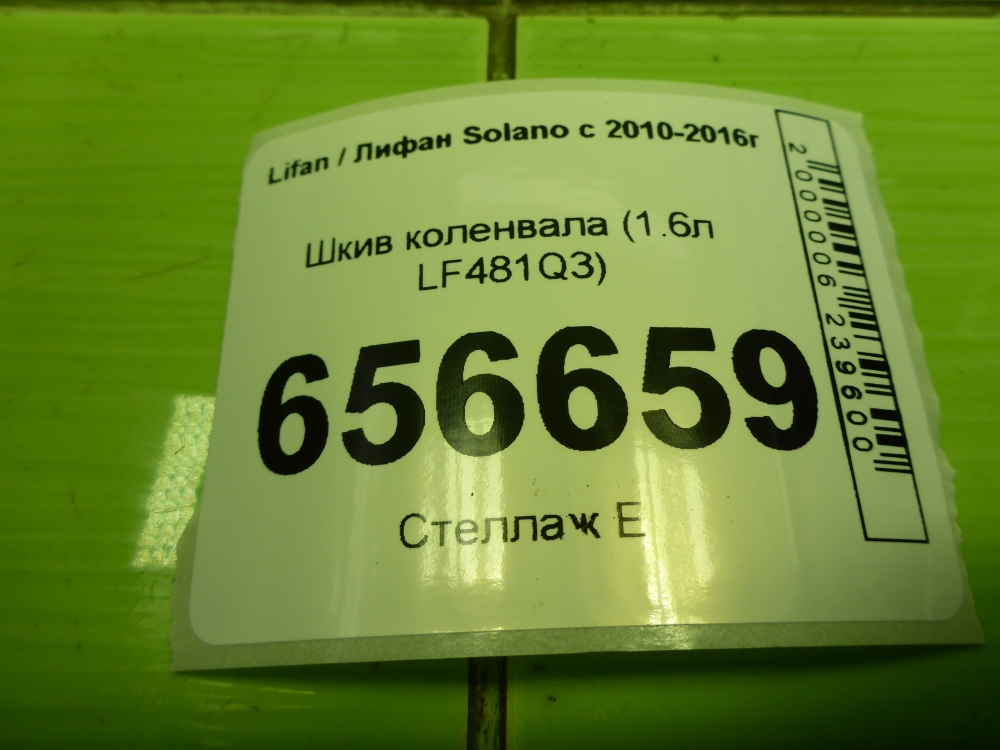 Lifan / Лифан Solano с 2010-2016г
Шкив коленвала (1.6л
LF481Q3)
656659
Стеллаж Е
2000006239600